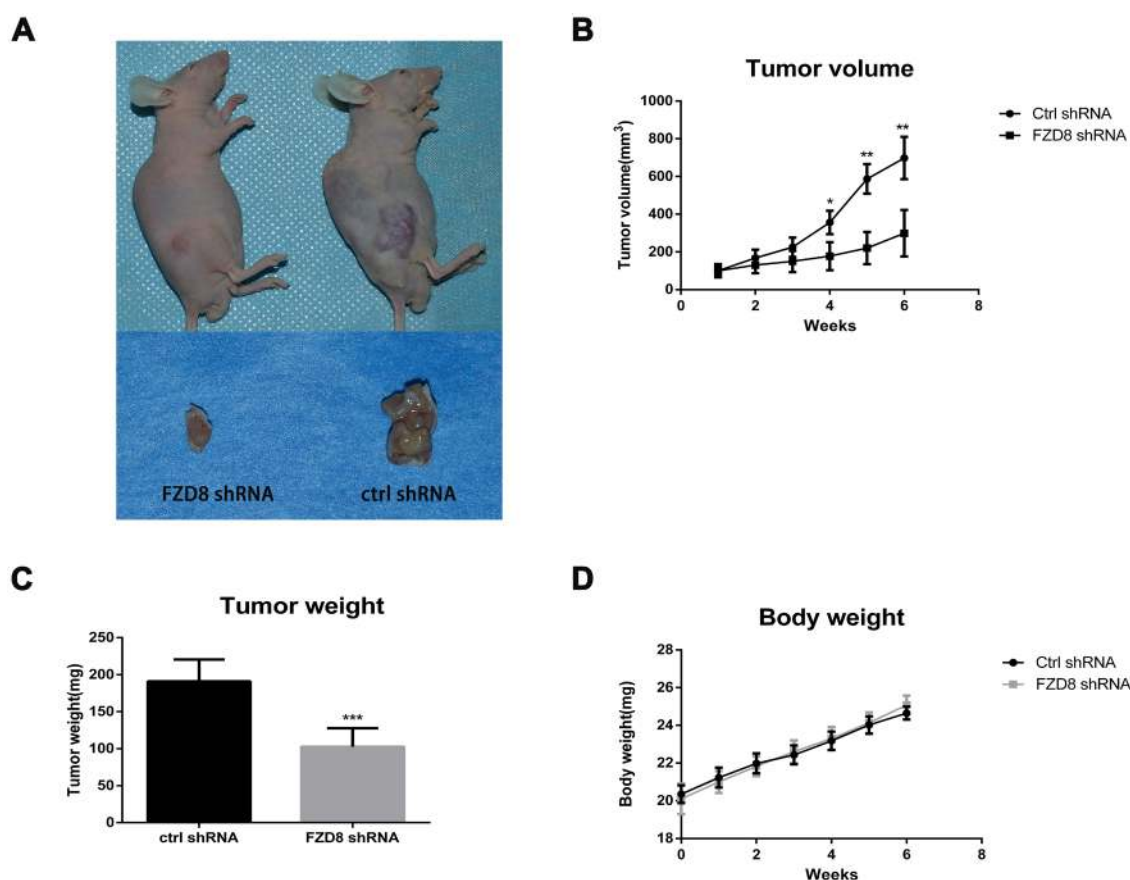 A
FZD8 shRNA
ctrl shRNA
B
Tumor volume
Tumor volume(mm³)
1000
800
600
400
200
0
*
**
**
0
2
4
6
8
Weeks
Ctrl shRNA
FZD8 shRNA
C
Tumor weight
Tumor weight(mg)
250
200
150
100
50
0
***
ctrl shRNA
FZD8 shRNA
D
Body weight
Body weight(mg)
28
26
24
22
20
18
0
2
4
6
8
Weeks
Ctrl shRNA
FZD8 shRNA